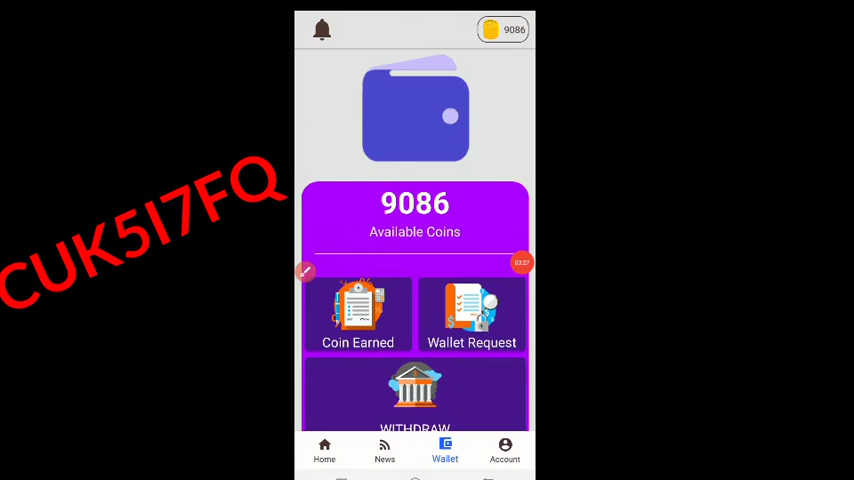 9086
CUK5I7FQ
9086
Available Coins
03:27
Coin Earned
Wallet Request
WITHDRAW
Home
News
Wallet
Account